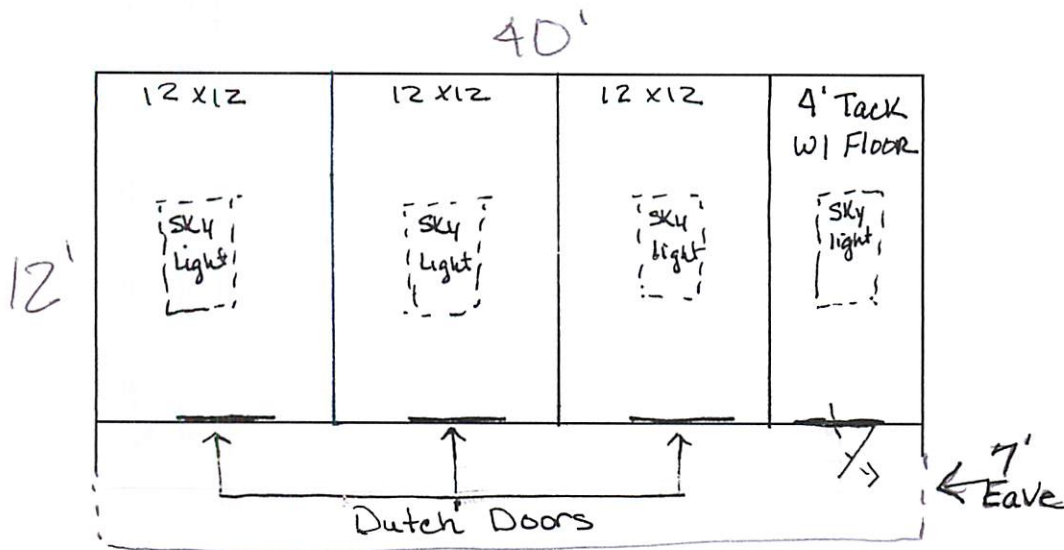 40'
12 X12
12 X12
12 X12
4' Tack
W/ FlooR
SKy
Light
SKy
Light
SKy
light
SKy
light
12'
7'
Eave
Dutch Doors